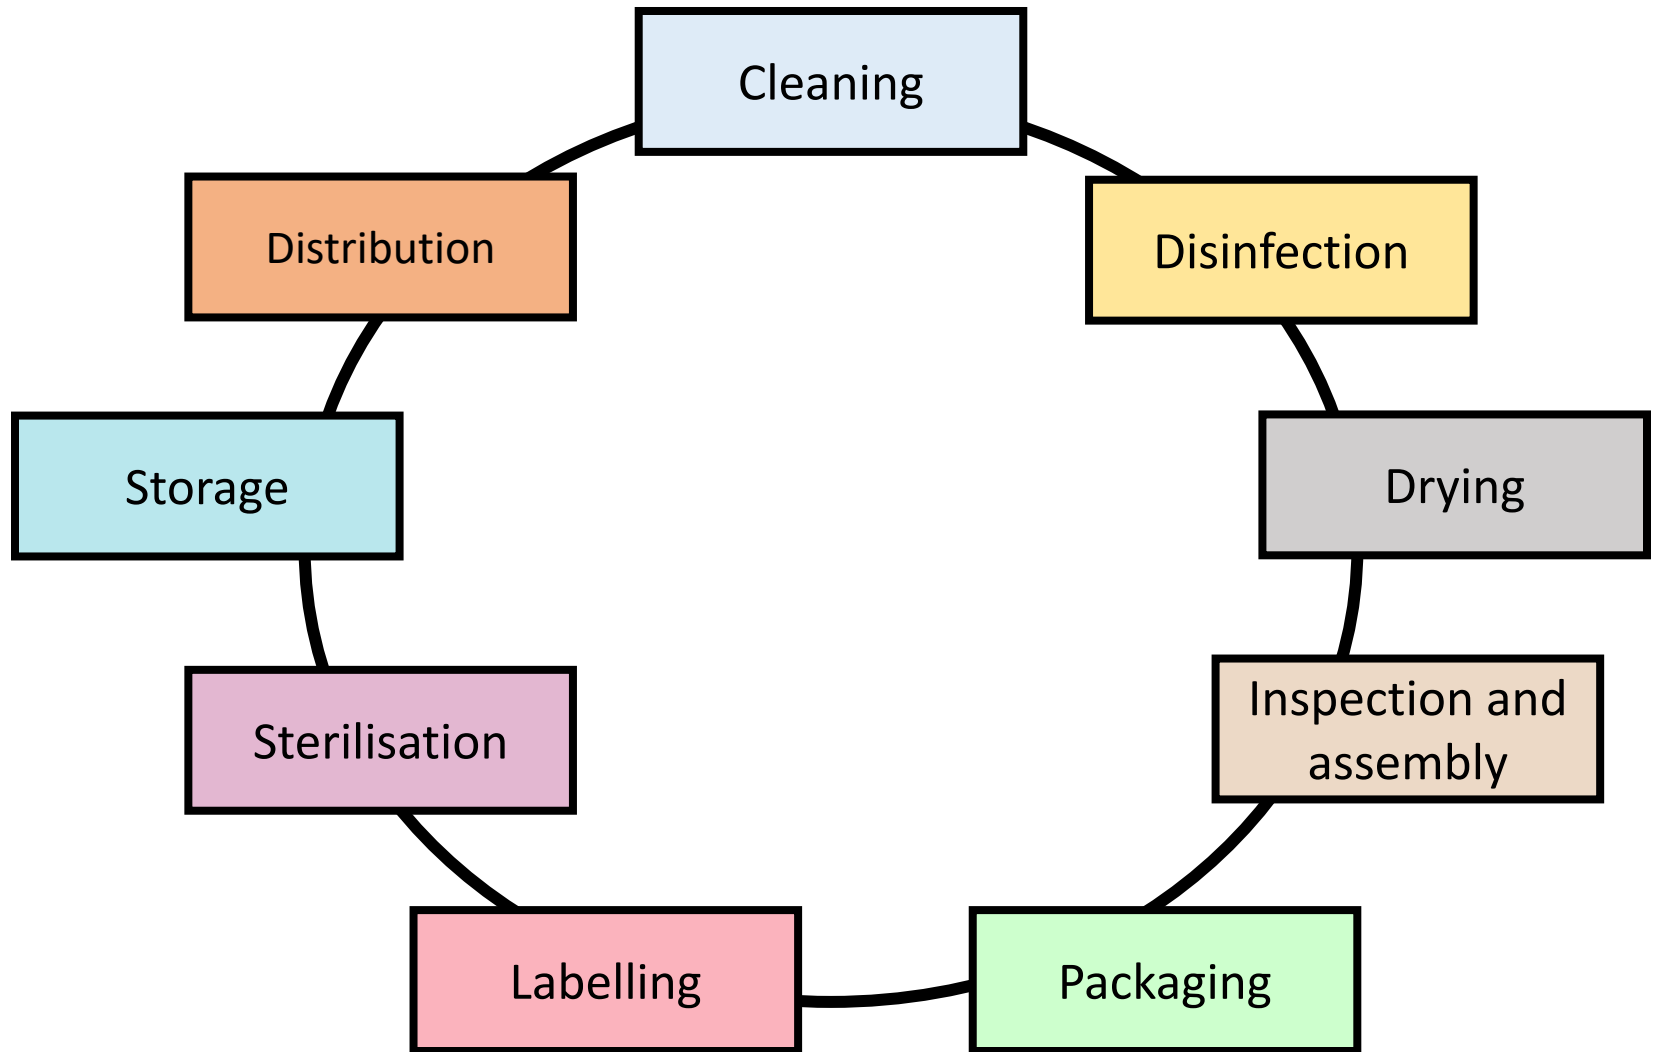 Cleaning
Disinfection
Drying
Inspection and
assembly
Packaging
Labelling
Sterilisation
Storage
Distribution